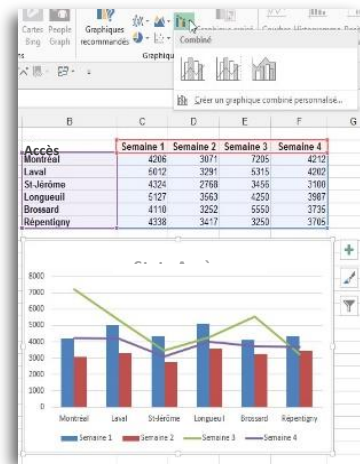 Cartes People Graphiques
Bing Graph recommandés
Graphiqu
Combiné
Créer un graphique combiné personnalisé...
B C D E F G
Accès Semaine 1 Semaine 2 Semaine 3 Semaine 4
Montréal 4206 3071 7205 4212
Laval 5012 3291 5315 4202
St-Jérôme 4324 2768 3456 3100
Longueuil 5127 3563 4250 3987
Brossard 4110 3252 5550 3735
Répentigny 4338 3417 3250 3705
8000
7000
6000
5000
4000
3000
2000
1000
0
Montréal Laval St-Jérôme Longueuil Brossard Répentigny
Semaine 1 Semaine 2 Semaine 3 Semaine 4